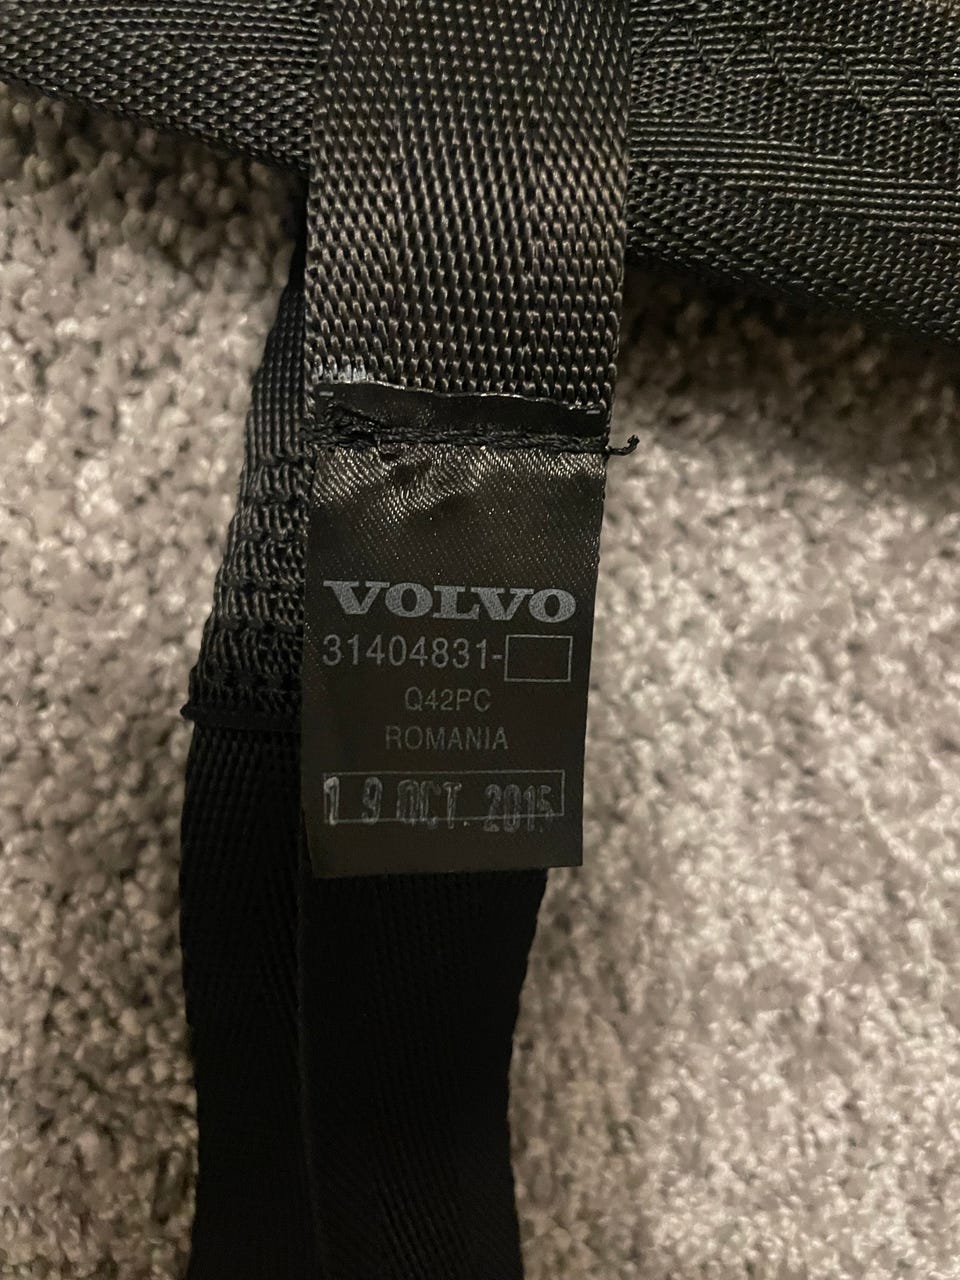 VOLVO
31404831-
Q42PC
ROMANIA
19 OCT. 2015